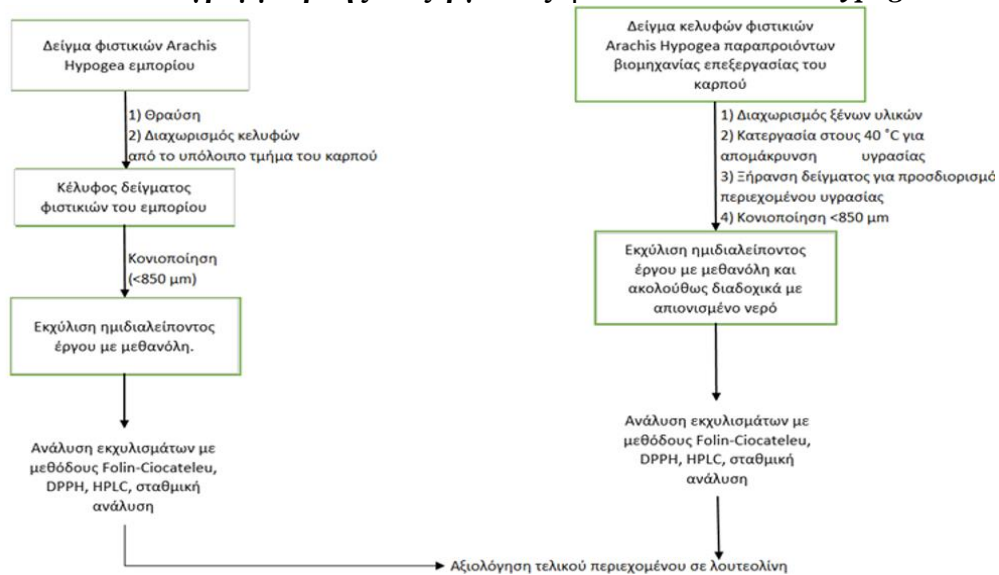 Δείγμα φιστικιών Arachis
Hypogea εμπορίου
1) Θραύση
2) Διαχωρισμός κελυφών
από το υπόλοιπο τμήμα του καρπού
Κέλυφος δείγματος
φιστικιών του εμπορίου
Κονιοποίηση
(<850 μm)
Εκχύλιση ημιδιαλείποντος
έργου με μεθανόλη.
Ανάλυση εκχυλισμάτων με
μεθόδους Folin-Ciocateleu,
DPPH, HPLC, σταθμική
ανάλυση
Δείγμα κελυφών φιστικιών
Arachis Hypogea παραπροιόντων
βιομηχανίας επεξεργασίας του
καρπού
1) Διαχωρισμός ξένων υλικών
2) Κατεργασία στους 40 ˚C για
απομάκρυνση υγρασίας
3) Ξήρανση δείγματος για προσδιορισμό
περιεχομένου υγρασίας
4) Κονιοποίηση <850 μm
Εκχύλιση ημιδιαλείποντος
έργου με μεθανόλη και
ακολούθως διαδοχικά με
απιονισμένο νερό
Ανάλυση εκχυλισμάτων με
μεθόδους Folin-Ciocateleu,
DPPH, HPLC, σταθμική
ανάλυση
Αξιολόγηση τελικού περιεχομένου σε λουτεολίνη